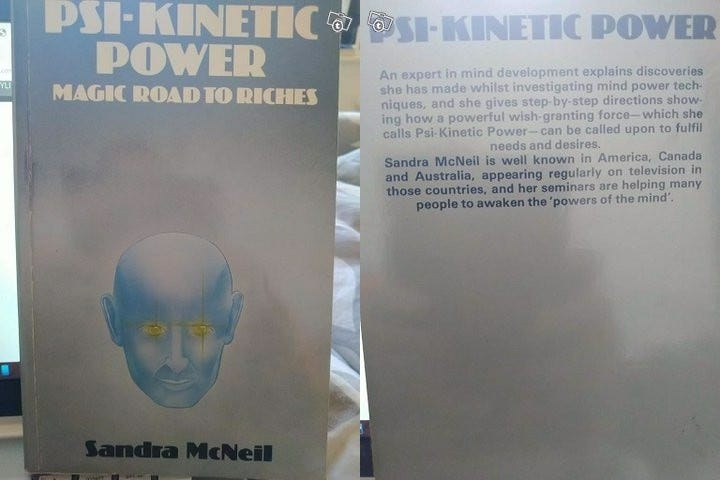 PSI-KINETIC
POWER
MAGIC ROAD TO RICHES
Sandra McNeil
PSI-KINETIC POWER
An expert in mind development explains discoveries
she has made whilst investigating mind power tech-
niques, and she gives step-by-step directions show-
ing how a powerful wish-granting force—which she
calls Psi-Kinetic Power—can be called upon to fulfil
needs and desires.
Sandra McNeil is well known in America, Canada
and Australia, appearing regularly on television in
those countries, and her seminars are helping many
people to awaken the 'powers of the mind'.